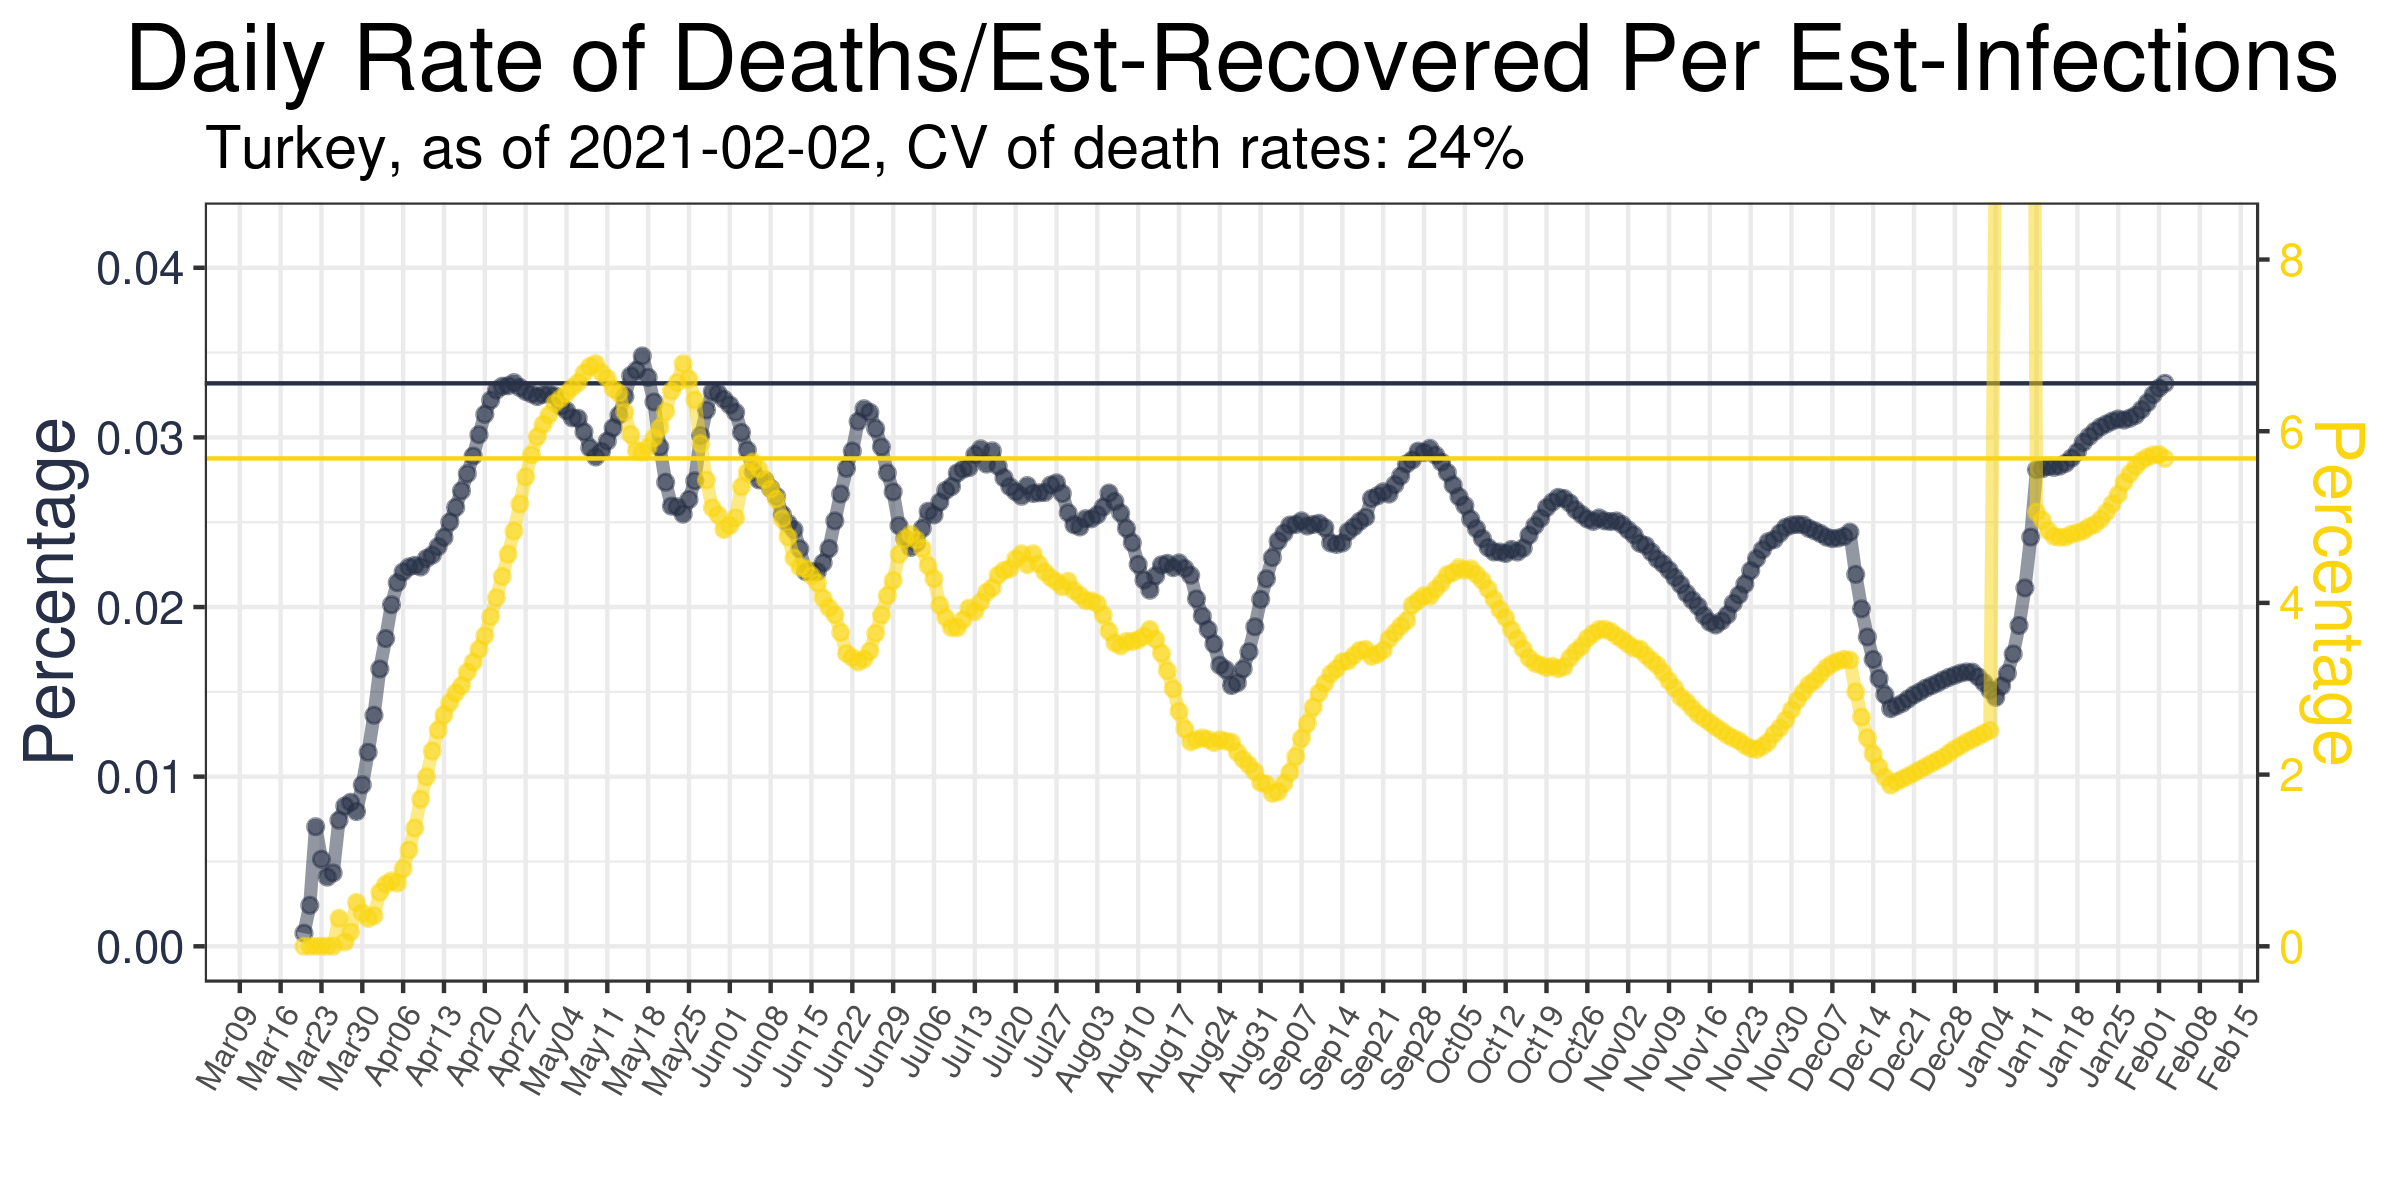 Daily Rate of Deaths/Est-Recovered Per Est-Infections
Turkey, as of 2021-02-02, CV of death rates: 24%
Percentage
0.04
0.03
0.02
0.01
0.00
8
6
4
2
0
Percentage
Mar09
Mar16
Mar23
Mar30
Apr06
Apr13
Apr20
Apr27
May04
May11
May18
May25
Jun01
Jun08
Jun15
Jun22
Jun29
Jul06
Jul13
Jul20
Jul27
Aug03
Aug10
Aug17
Aug24
Aug31
Sep07
Sep14
Sep21
Sep28
Oct05
Oct12
Oct19
Oct26
Nov02
Nov09
Nov16
Nov23
Nov30
Dec07
Dec14
Dec21
Dec28
Jan04
Jan11
Jan18
Jan25
Feb01
Feb08
Feb15